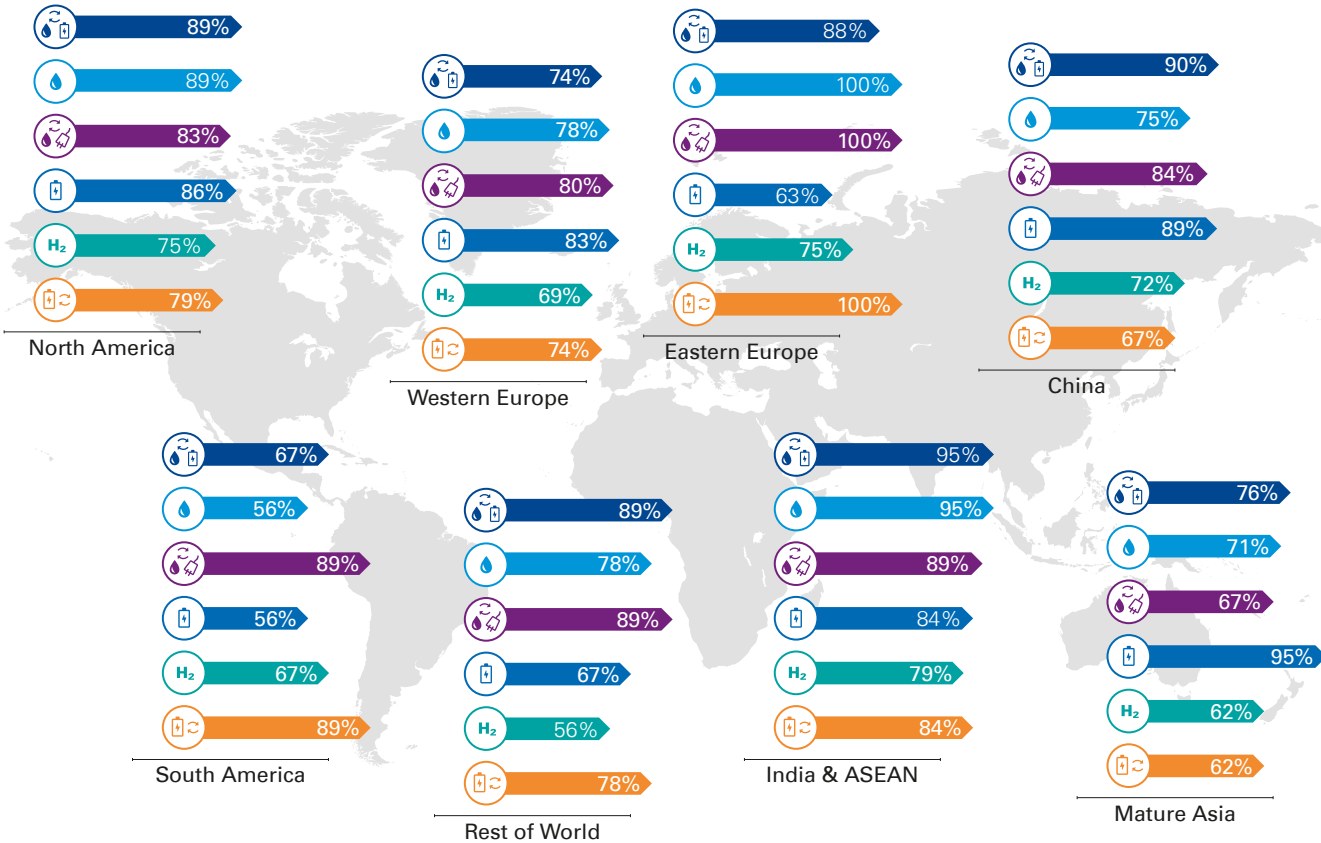 89%
89%
83%
86%
H₂ 75%
79%
North America
74%
78%
80%
83%
H₂ 69%
74%
Western Europe
88%
100%
100%
63%
H₂ 75%
100%
Eastern Europe
90%
75%
84%
89%
H₂ 72%
67%
China
67%
56%
89%
56%
H₂ 67%
89%
South America
89%
78%
89%
67%
H₂ 56%
78%
Rest of World
95%
95%
89%
84%
H₂ 79%
84%
India & ASEAN
76%
71%
67%
95%
H₂ 62%
62%
Mature Asia